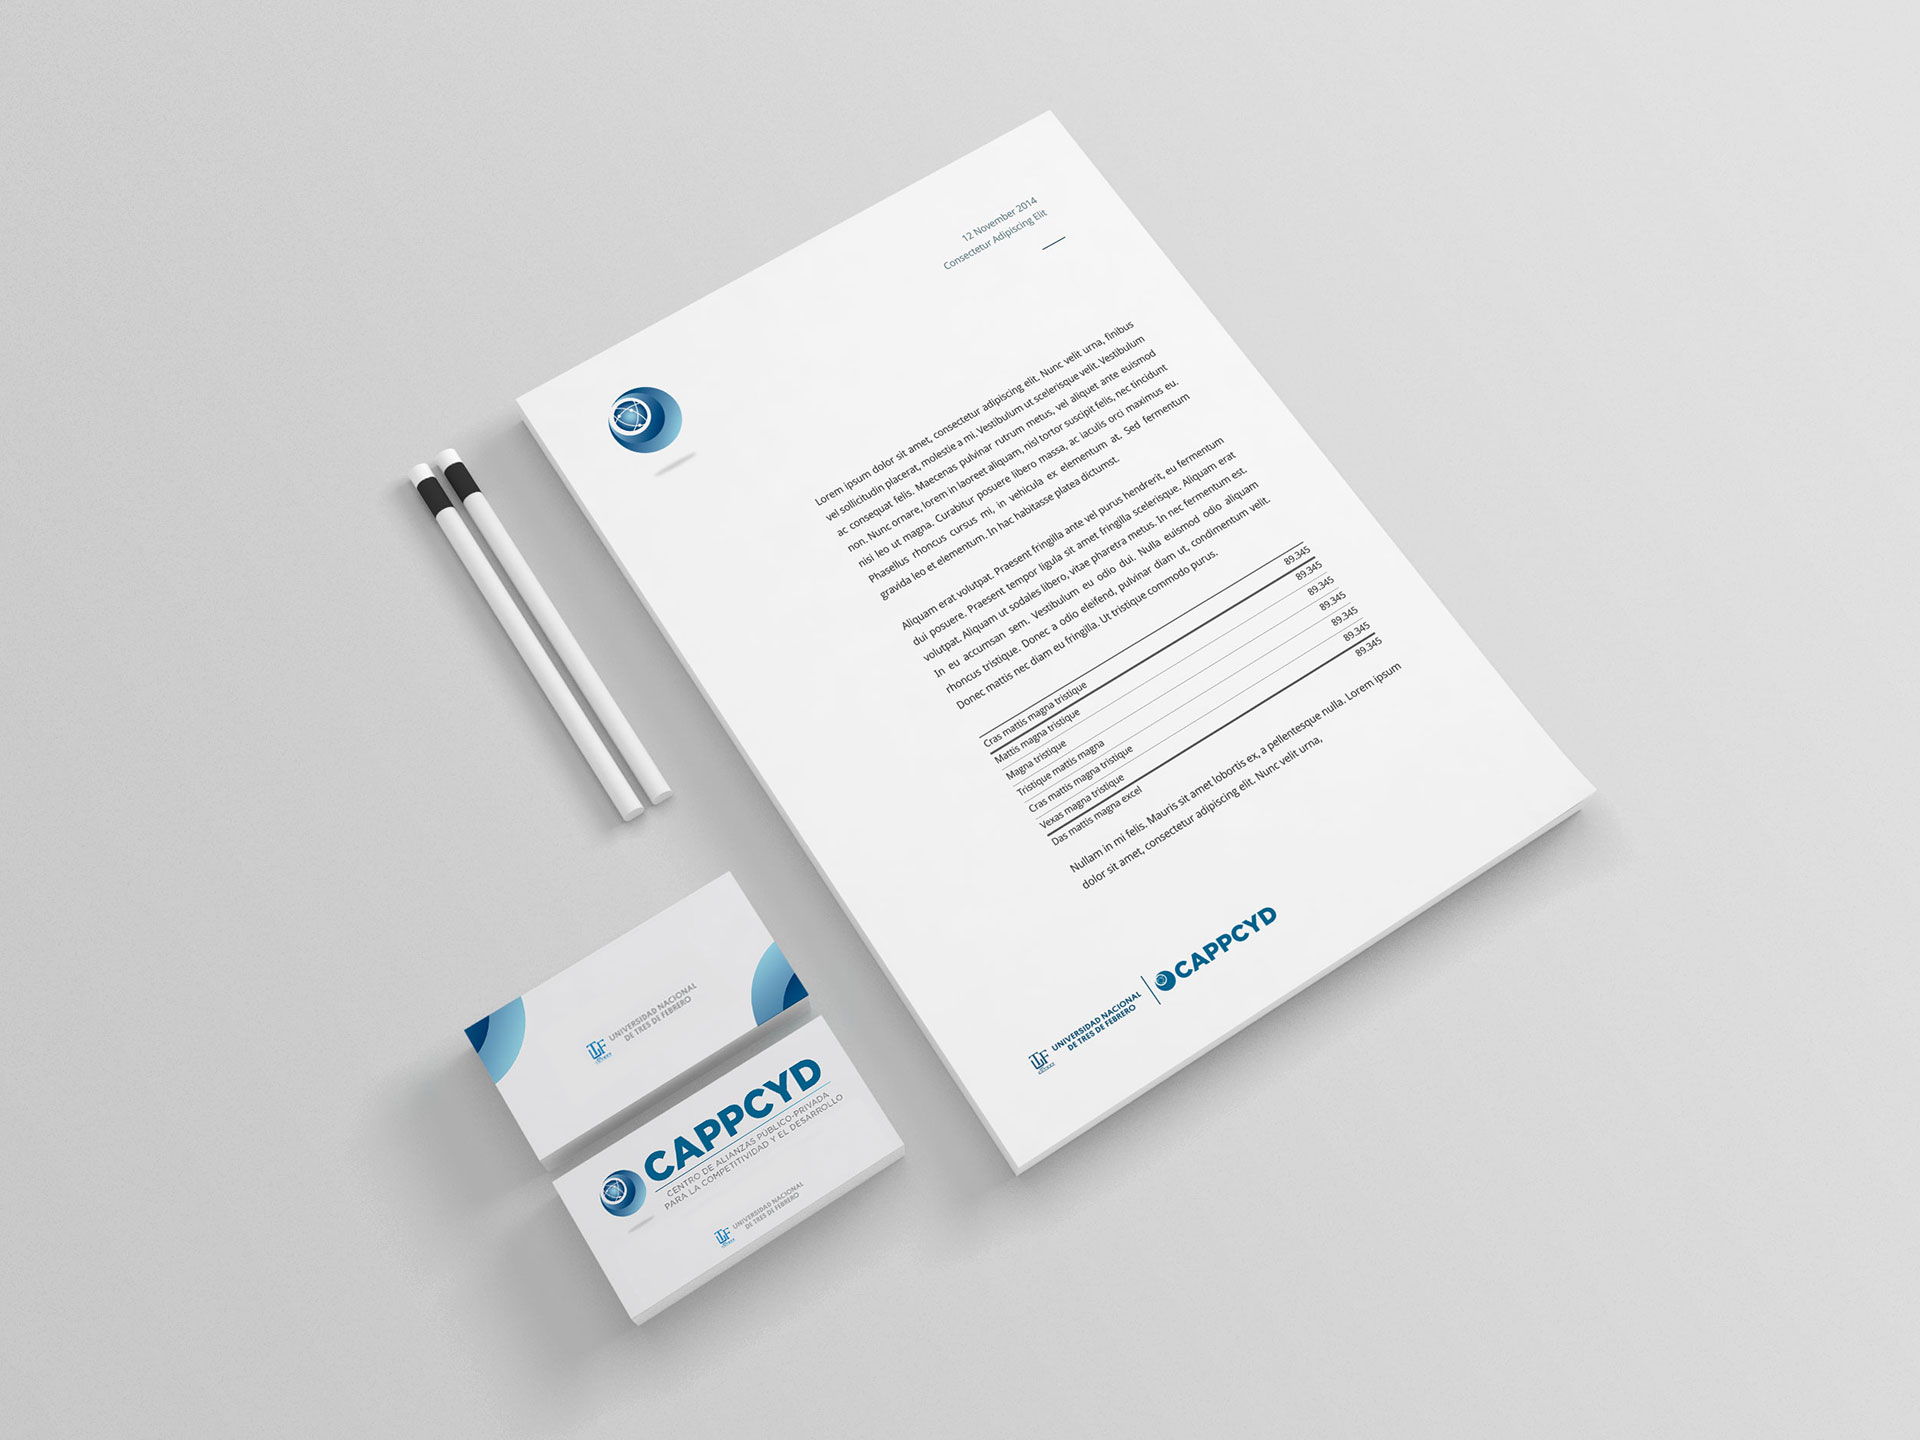 12 November 2014
Consectetur Adipiscing Elit
Lorem ipsum dolor sit amet, consectetur adipiscing elit. Nunc velit urna, finibus
vel sollicitudin placerat, molestie a mi. Vestibulum ut scelerisque velit. Vestibulum
ac consequat felis. Maecenas pulvinar rutrum metus, vel aliquet ante euismod
non. Nunc ornare, lorem in laoreet aliquam, nisl tortor suscipit felis, nec tincidunt
nisi leo ut magna. Curabitur posuere libero massa, ac iaculis orci maximus eu.
Phasellus rhoncus cursus mi, in vehicula ex elementum at. Sed fermentum
gravida leo et elementum. In hac habitasse platea dictumst.
Aliquam erat volutpat. Praesent fringilla ante vel purus hendrerit, eu fermentum
dui posuere. Praesent tempor ligula sit amet fringilla scelerisque. Aliquam erat
volutpat. Aliquam ut sodales libero, vitae pharetra metus. In nec fermentum est.
In eu accumsan sem. Vestibulum eu odio dui. Nulla euismod odio aliquam
rhoncus tristique. Donec a odio eleifend, pulvinar diam ut, condimentum velit.
Donec mattis nec diam eu fringilla. Ut tristique commodo purus.
Cras mattis magna tristique 89.345
Mattis magna tristique 89.345
Magna tristique 89.345
Tristique mattis magna 89.345
Cras mattis magna tristique 89.345
Vexas magna tristique 89.345
Das mattis magna excel 89.345
Nullam in mi felis. Mauris sit amet lobortis ex, a pellentesque nulla. Lorem ipsum
dolor sit amet, consectetur adipiscing elit. Nunc velit urna,
UNIVERSIDAD NACIONAL
DE TRES DE FEBRERO
CAPPCYD
UNIVERSIDAD NACIONAL
DE TRES DE FEBRERO
CAPPCYD
CENTRO DE ALIANZAS PÚBLICO-PRIVADA
PARA LA COMPETITIVIDAD Y EL DESARROLLO
UNIVERSIDAD NACIONAL
DE TRES DE FEBRERO